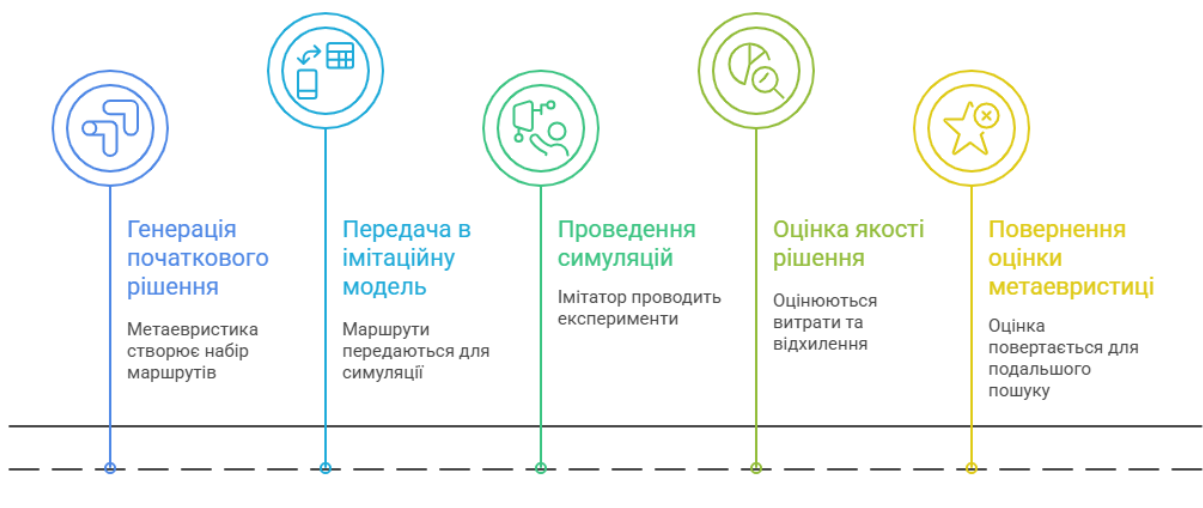 Генерація
початкового
рішення
Метаевристика
створює набір
маршрутів
Передача в
імітаційну
модель
Маршрути
передаються для
симуляції
Проведення
симуляцій
Імітатор проводить
експерименти
Оцінка якості
рішення
Оцінюються
витрати та
відхилення
Повернення
оцінки
метаевристиці
Оцінка
повертається для
подальшого
пошуку